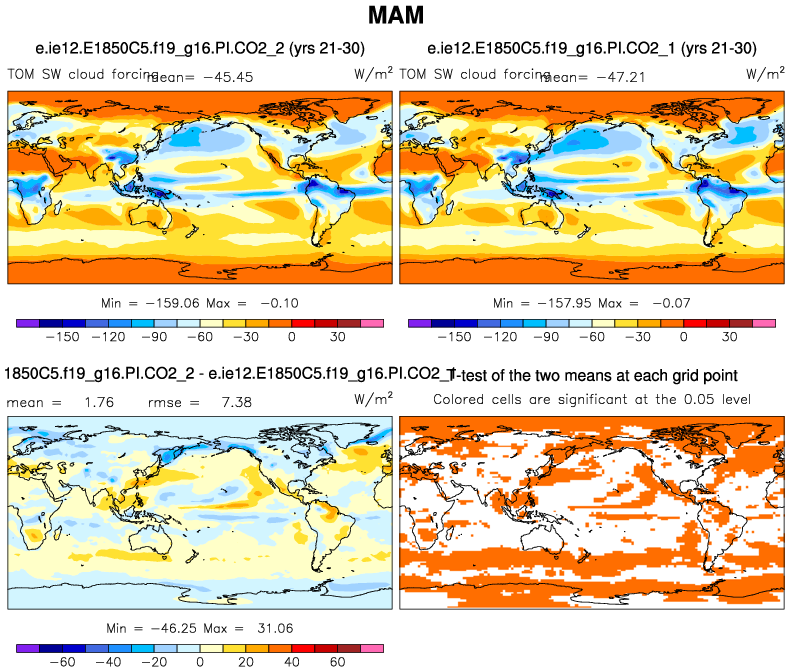 MAM
e.ie12.E1850C5.f19_g16.PI.CO2_2 (yrs 21-30)
TOM SW cloud forcing mean= −45.45 W/m²
Min = −159.06 Max = −0.10
−150 −120 −90 −60 −30 0 30
e.ie12.E1850C5.f19_g16.PI.CO2_1 (yrs 21-30)
TOM SW cloud forcing mean= −47.21 W/m²
Min = −157.95 Max = −0.07
−150 −120 −90 −60 −30 0 30
1850C5.f19_g16.PI.CO2_2 - e.ie12.E1850C5.f19_g16.PI.CO2_1
mean = 1.76 rmse = 7.38 W/m²
Min = −46.25 Max = 31.06
−60 −40 −20 0 20 40 60
T-test of the two means at each grid point
Colored cells are significant at the 0.05 level